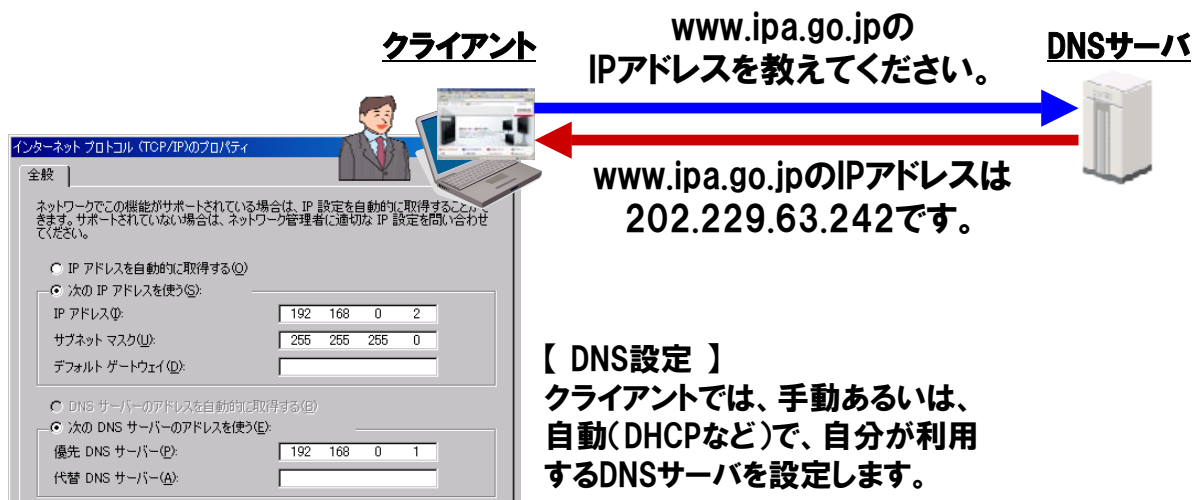 クライアント
www.ipa.go.jpの
IPアドレスを教えてください。
DNSサーバ
www.ipa.go.jpのIPアドレスは
202.229.63.242です。
インターネット プロトコル (TCP/IP)のプロパティ
全般
ネットワークでこの機能がサポートされている場合は、IP 設定を自動的に取得することがで
きます。サポートされていない場合は、ネットワーク管理者に適切な IP 設定を問い合わせ
てください。
IP アドレスを自動的に取得する(O)
次の IP アドレスを使う(S):
IP アドレス(I):
192 168 0 2
サブネット マスク(U):
255 255 255 0
デフォルト ゲートウェイ(D):
DNS サーバーのアドレスを自動的に取得する(B)
次の DNS サーバーのアドレスを使う(E):
優先 DNS サーバー(P):
192 168 0 1
代替 DNS サーバー(A):
【 DNS設定 】
クライアントでは、手動あるいは、
自動(DHCPなど)で、自分が利用
するDNSサーバを設定します。